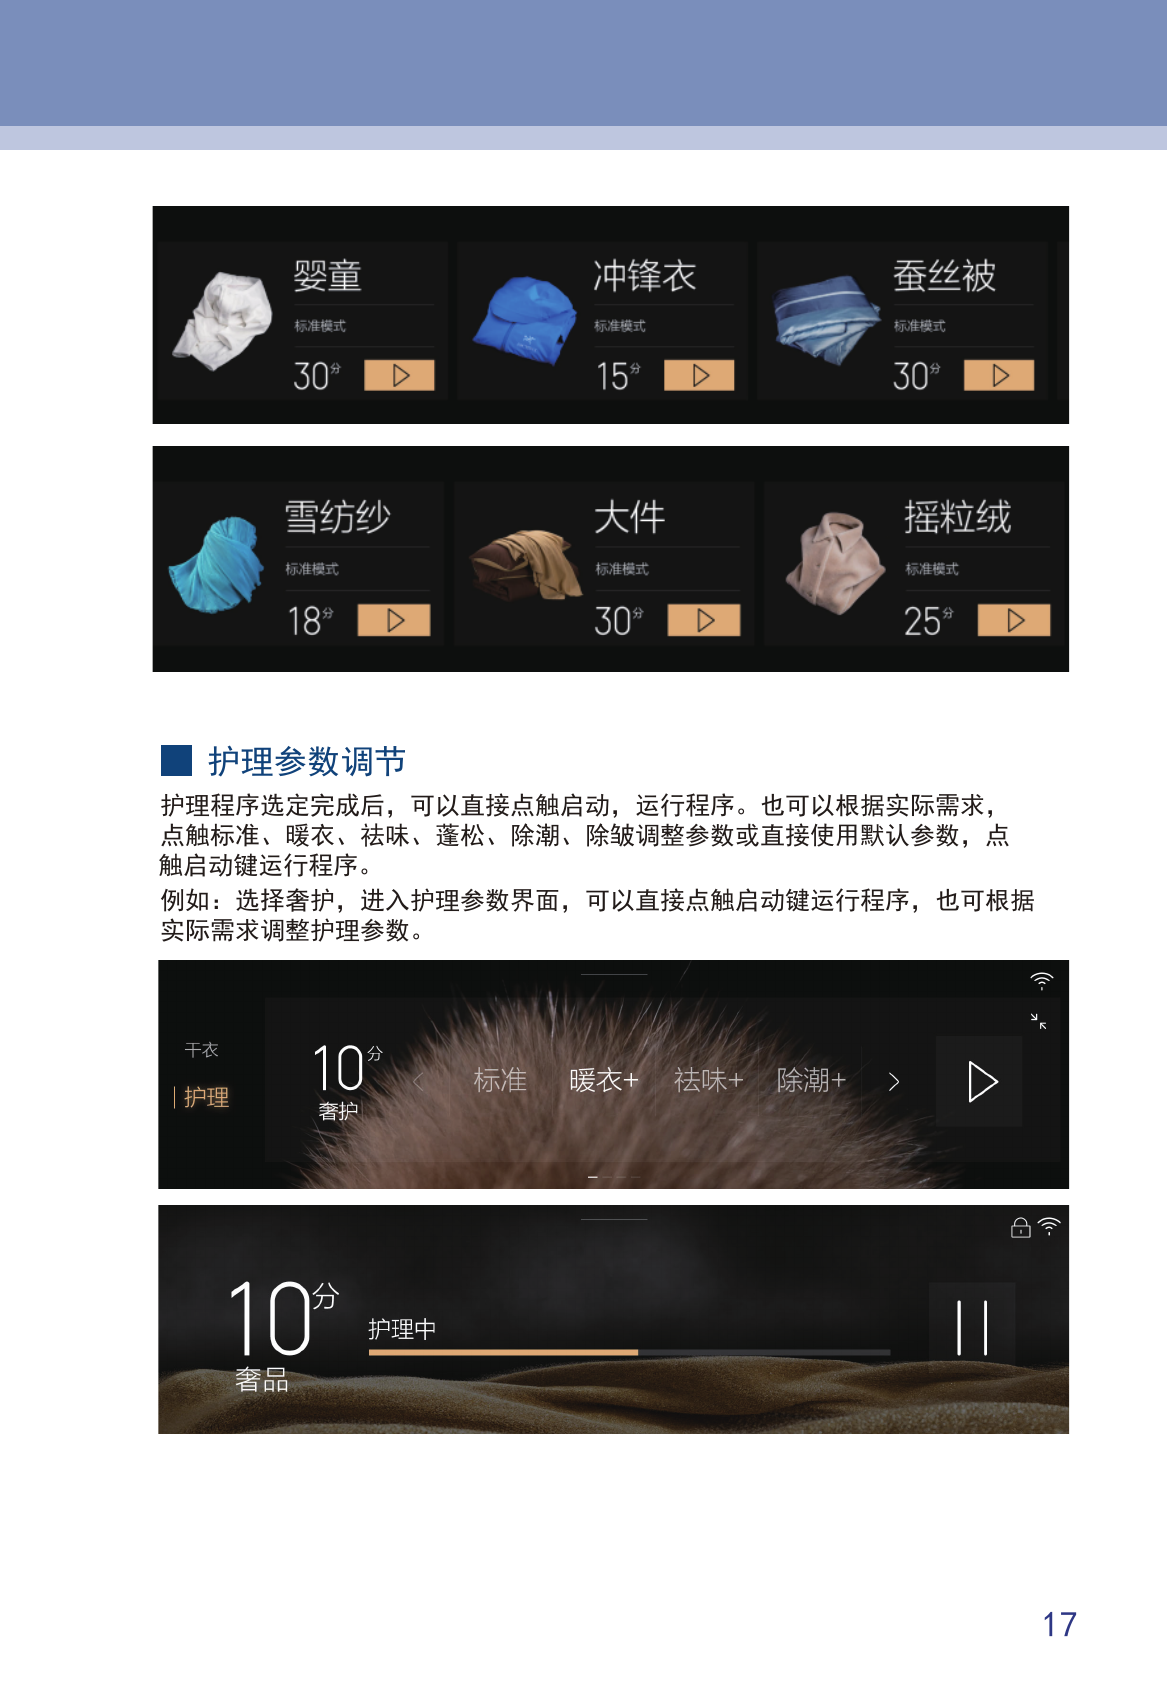 婴童
标准模式
30分
冲锋衣
标准模式
15分
蚕丝被
标准模式
30分
雪纺纱
标准模式
18分
大件
标准模式
30分
摇粒绒
标准模式
25分
护理参数调节
护理程序选定完成后，可以直接点触启动，运行程序。也可以根据实际需求，
点触标准、暖衣、祛味、蓬松、除潮、除皱调整参数或直接使用默认参数，点
触启动键运行程序。
例如：选择奢护，进入护理参数界面，可以直接点触启动键运行程序，也可根据
实际需求调整护理参数。
干衣
护理
10分
奢护
标准 暖衣+ 祛味+ 除潮+
10分
奢品
护理中
17